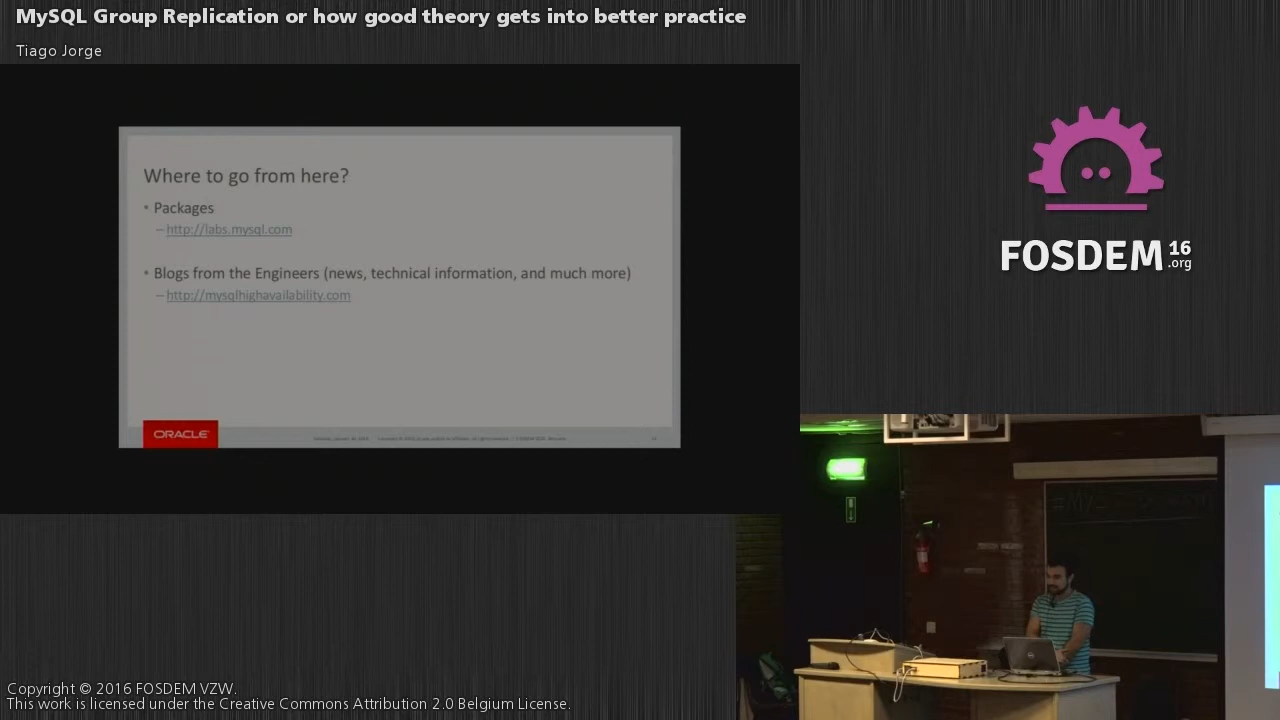 MySQL Group Replication or how good theory gets into better practice
Tiago Jorge
Where to go from here?
• Packages
– http://labs.mysql.com
• Blogs from the Engineers (news, technical information, and much more)
– http://mysqlhighavailability.com
ORACLE
FOSDEM 16
.org
Copyright © 2016 FOSDEM VZW.
This work is licensed under the Creative Commons Attribution 2.0 Belgium License.